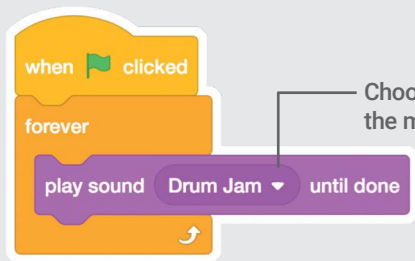 when clicked
Choo
the m
forever
play sound Drum Jam until done